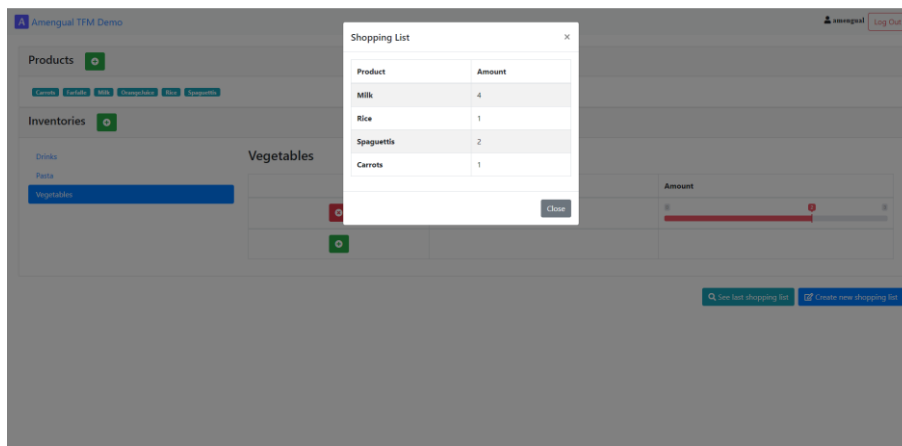 A Amengual TFM Demo
amengual Log Out
Shopping List ×
Product Amount
Milk 4
Rice 1
Spaguettis 2
Carrots 1
Close
Products
Carrots Farfalle Milk OrangeJuice Rice Spaguettis
Inventories
Drinks
Pasta
Vegetables
Vegetables
Amount
See last shopping list Create new shopping list